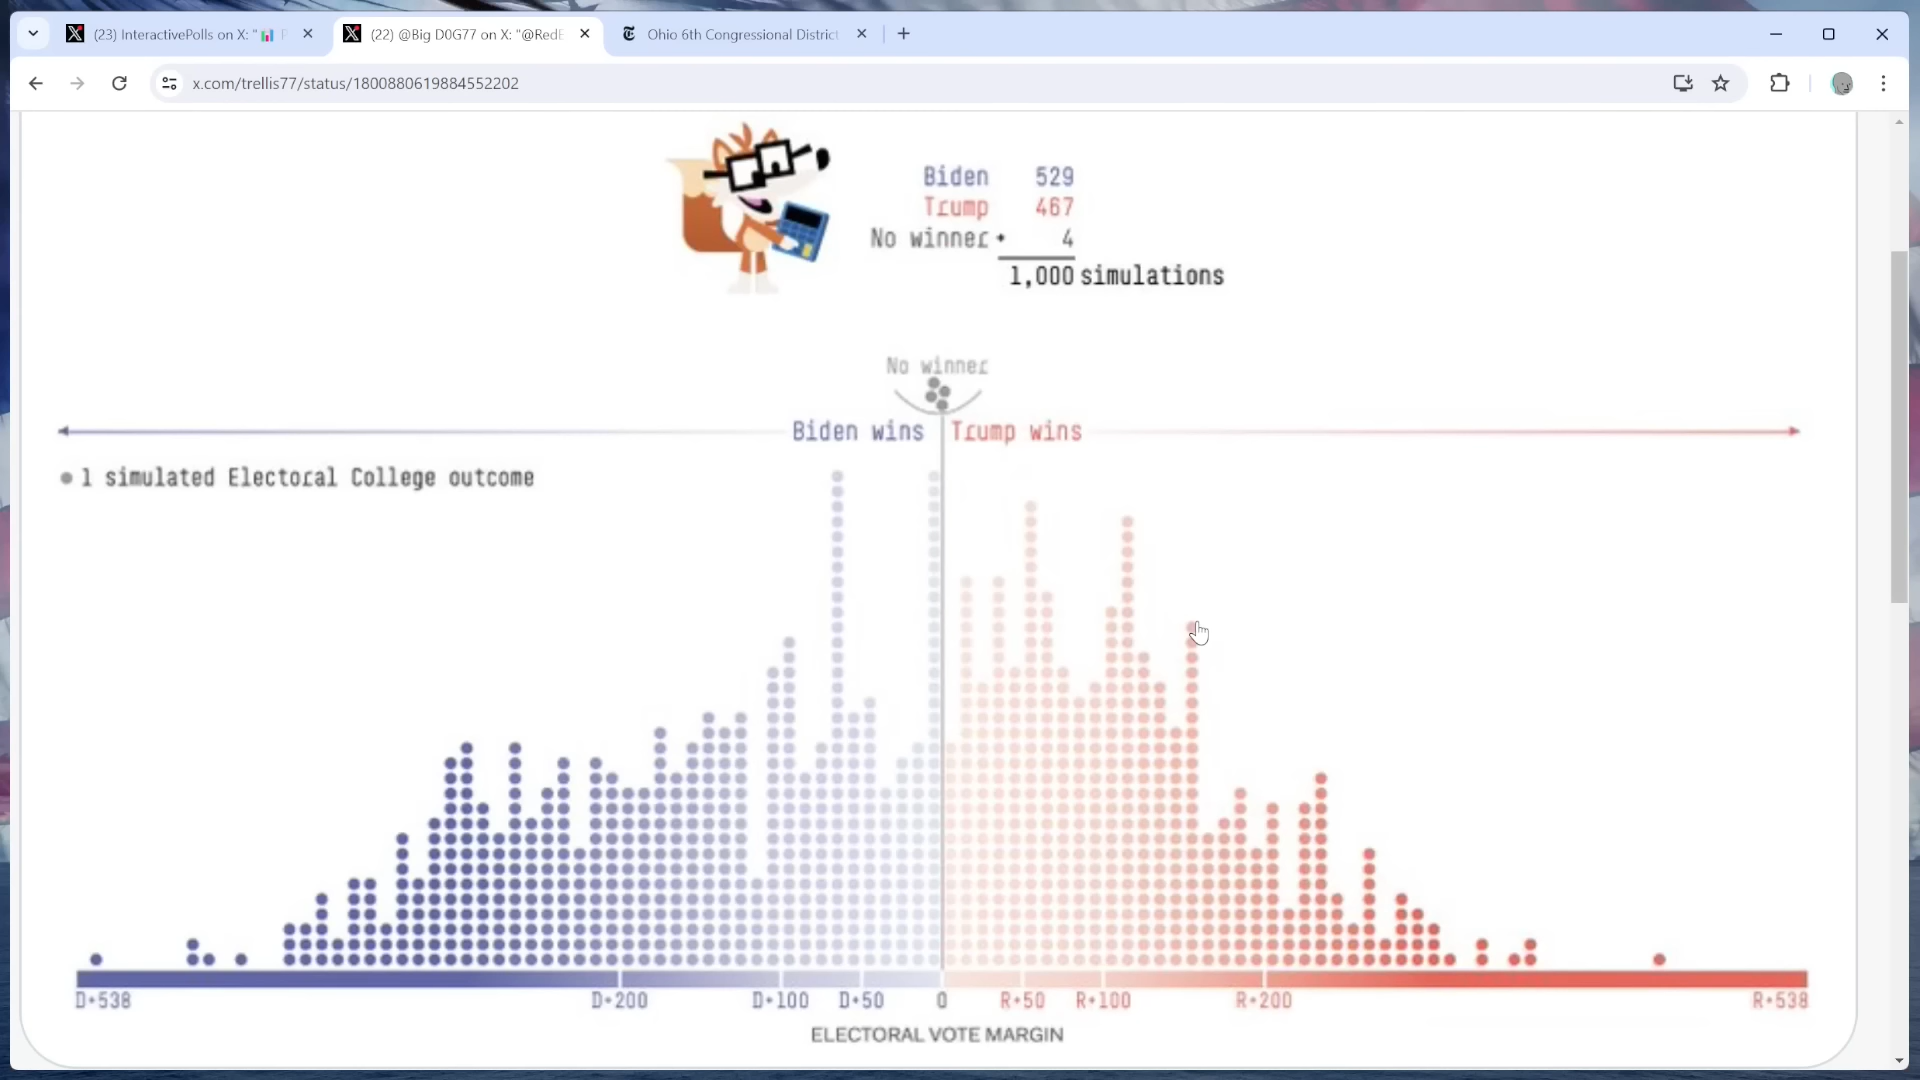 (23) InteractivePolls on X: "📊 P
(22) @Big D0G77 on X: "@RedE
Ohio 6th Congressional District
x.com/trellis77/status/1800880619884552202
Biden 529
Trump 467
No winner + 4
1,000 simulations
No winner
Biden wins Trump wins
1 simulated Electoral College outcome
D+538 D+200 D+100 D+50 0 R+50 R+100 R+200 R+538
ELECTORAL VOTE MARGIN